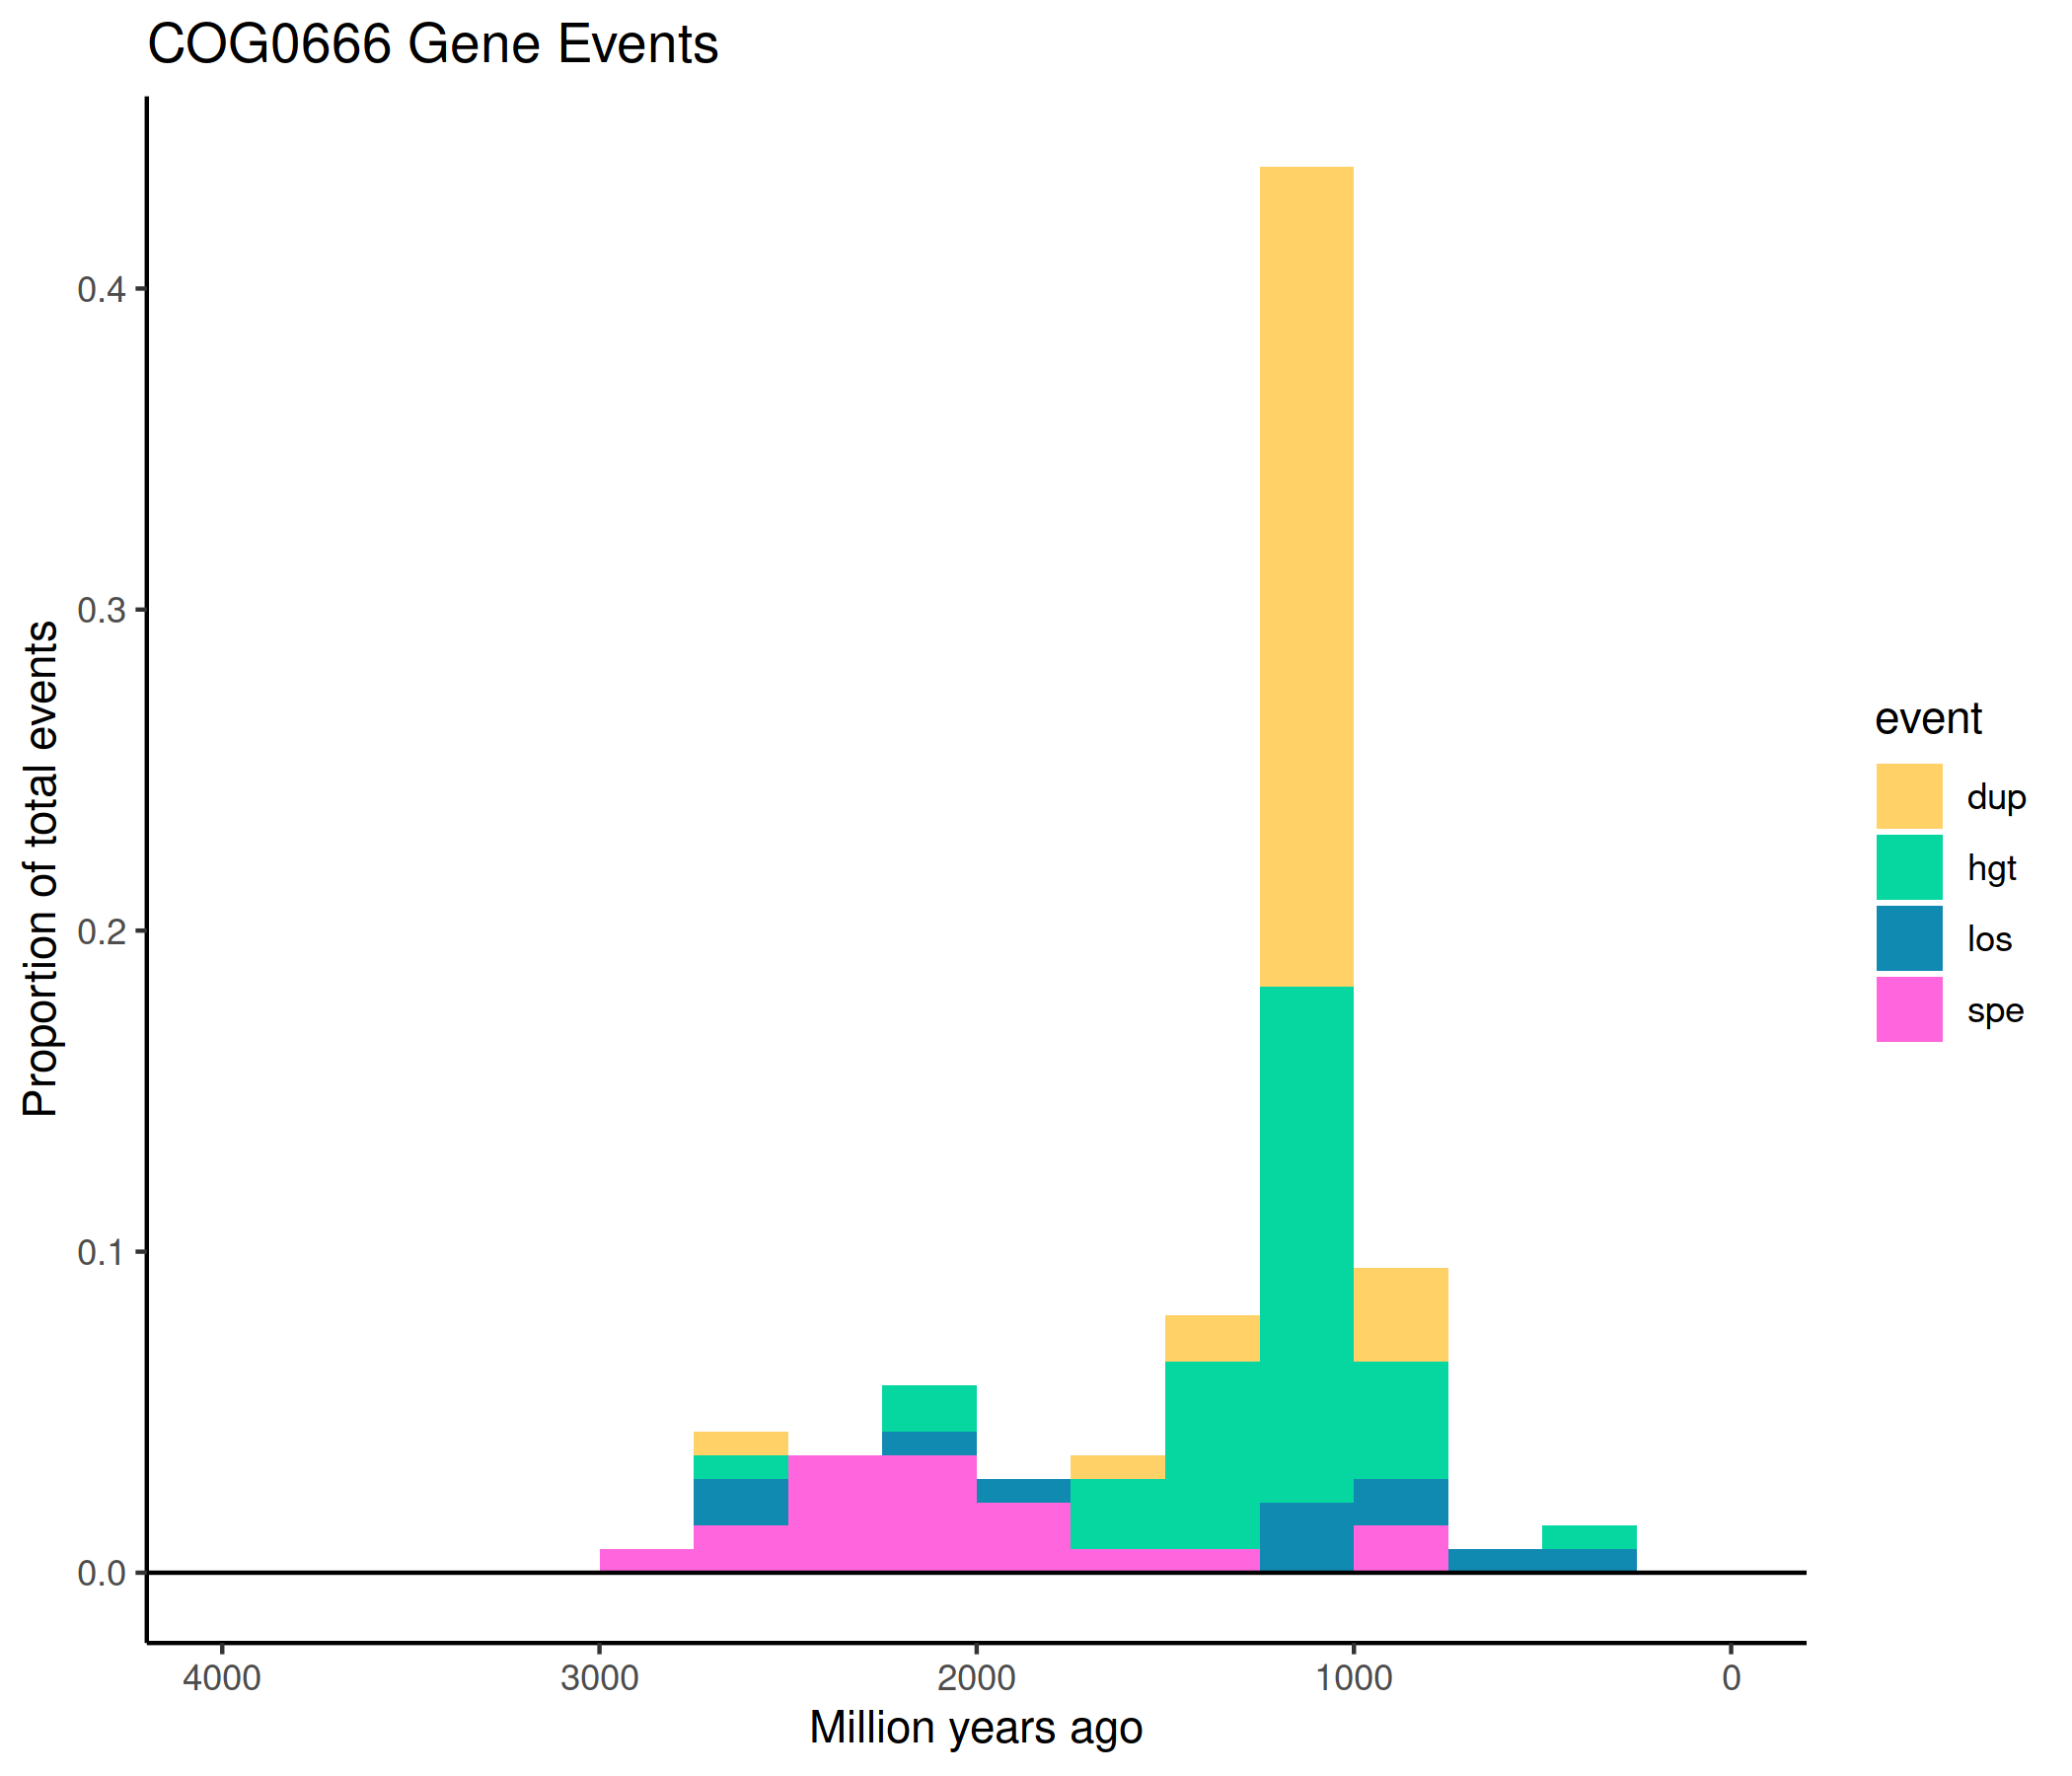 COG0666 Gene Events
Proportion of total events
0.4
0.3
0.2
0.1
0.0
4000 3000 2000 1000 0
Million years ago
event
dup
hgt
los
spe